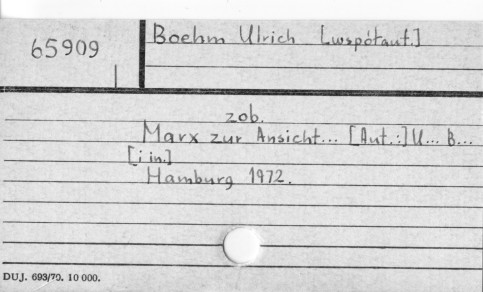 65909
Boehm Ulrich [współaut.]
zob.
Marx zur Ansicht... [Aut.:] U... B...
[i in.]
Hamburg 1972.
DUJ. 693/70. 10 000.